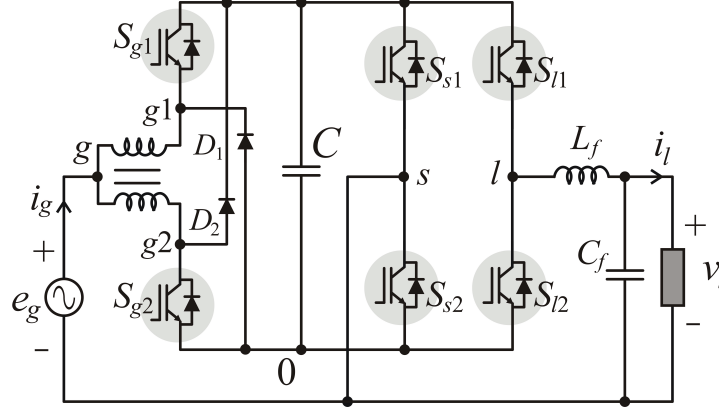 S_{g1}
S_{s1}
S_{l1}
g1
g
D_1
C
L_f
i_l
s
l
i_g
D_2
+
+
g2
C_f
e_g
S_{g2}
S_{s2}
S_{l2}
-
-
0